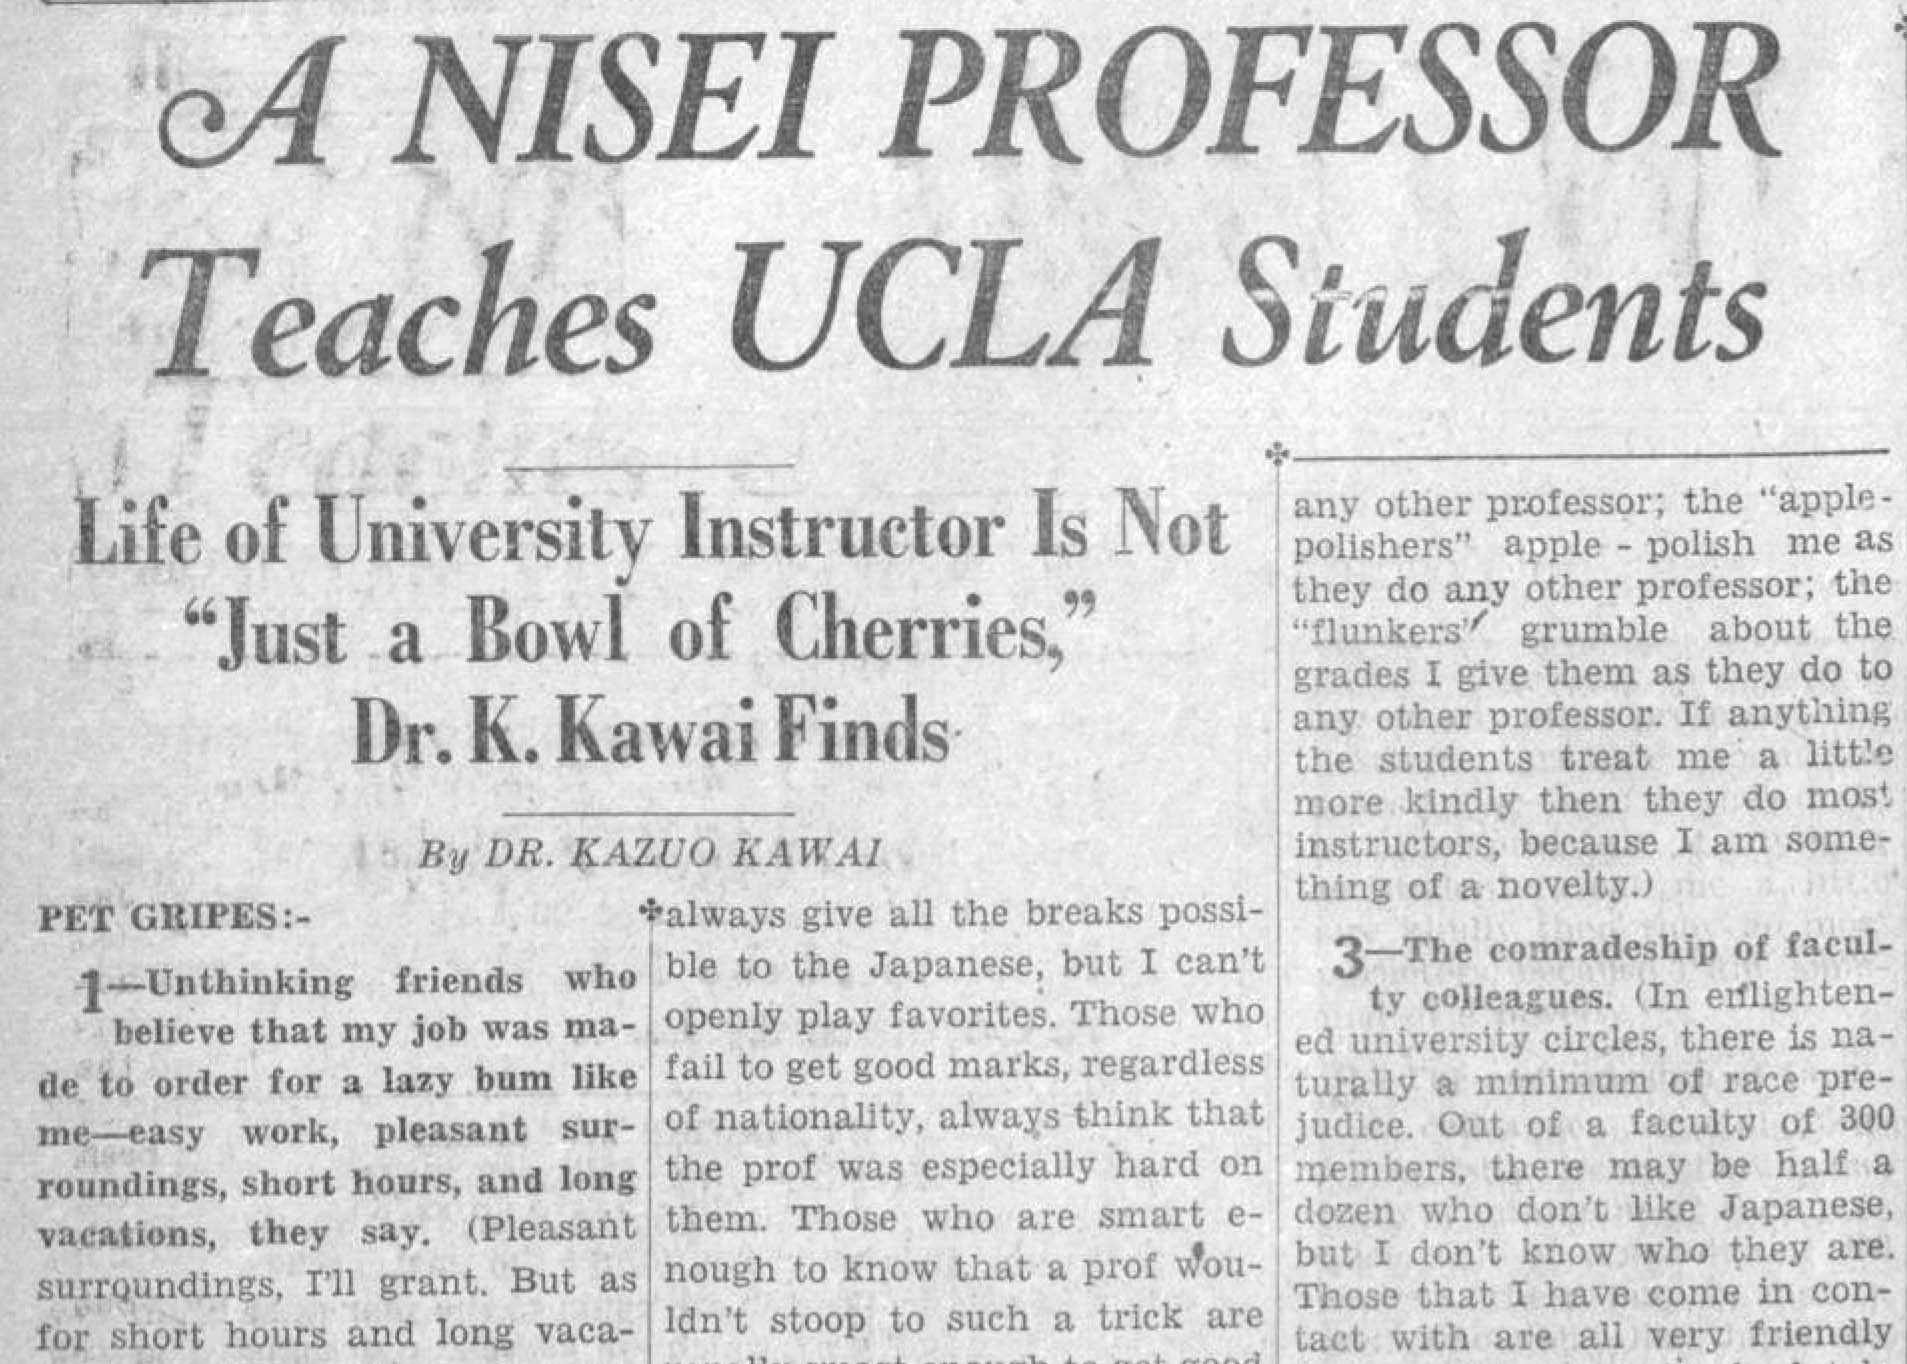 A NISEI PROFESSOR
Teaches UCLA Students
Life of University Instructor Is Not
“Just a Bowl of Cherries,”
Dr. K. Kawai Finds
By DR. KAZUO KAWAI
PET GRIPES:-
1—Unthinking friends who
believe that my job was ma-
de to order for a lazy bum like
me—easy work, pleasant sur-
roundings, short hours, and long
vacations, they say. (Pleasant
surroundings, I'll grant. But as
for short hours and long vaca-
always give all the breaks possi-
ble to the Japanese, but I can't
openly play favorites. Those who
fail to get good marks, regardless
of nationality, always think that
the prof was especially hard on
them. Those who are smart e-
nough to know that a prof wou-
ldn't stoop to such a trick are
any other professor; the “apple-
polishers” apple - polish me as
they do any other professor; the
“flunkers” grumble about the
grades I give them as they do to
any other professor. If anything
the students treat me a little
more kindly then they do most
instructors, because I am some-
thing of a novelty.)
3—The comradeship of facul-
ty colleagues. (In enlighten-
ed university circles, there is na-
turally a minimum of race pre-
judice. Out of a faculty of 300
members, there may be half a
dozen who don't like Japanese,
but I don't know who they are.
Those that I have come in con-
tact with are all very friendly